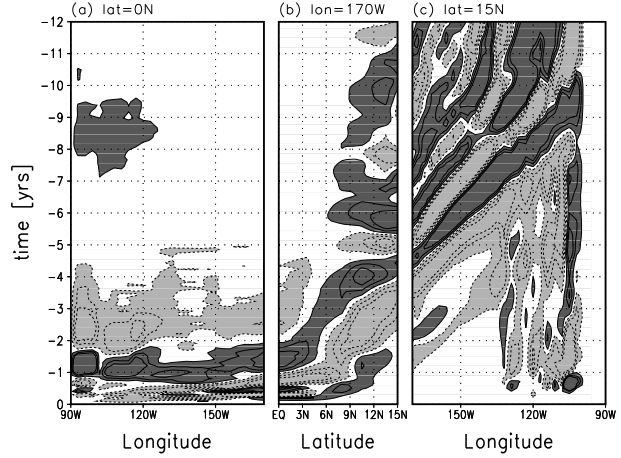 (a) lat=0N
(b) lon=170W
(c) lat=15N
time [yrs]
-12
-11
-10
-9
-8
-7
-6
-5
-4
-3
-2
-1
0
90W 120W 150W
EQ 3N 6N 9N 12N 15N
150W 120W 90W
Longitude
Latitude
Longitude